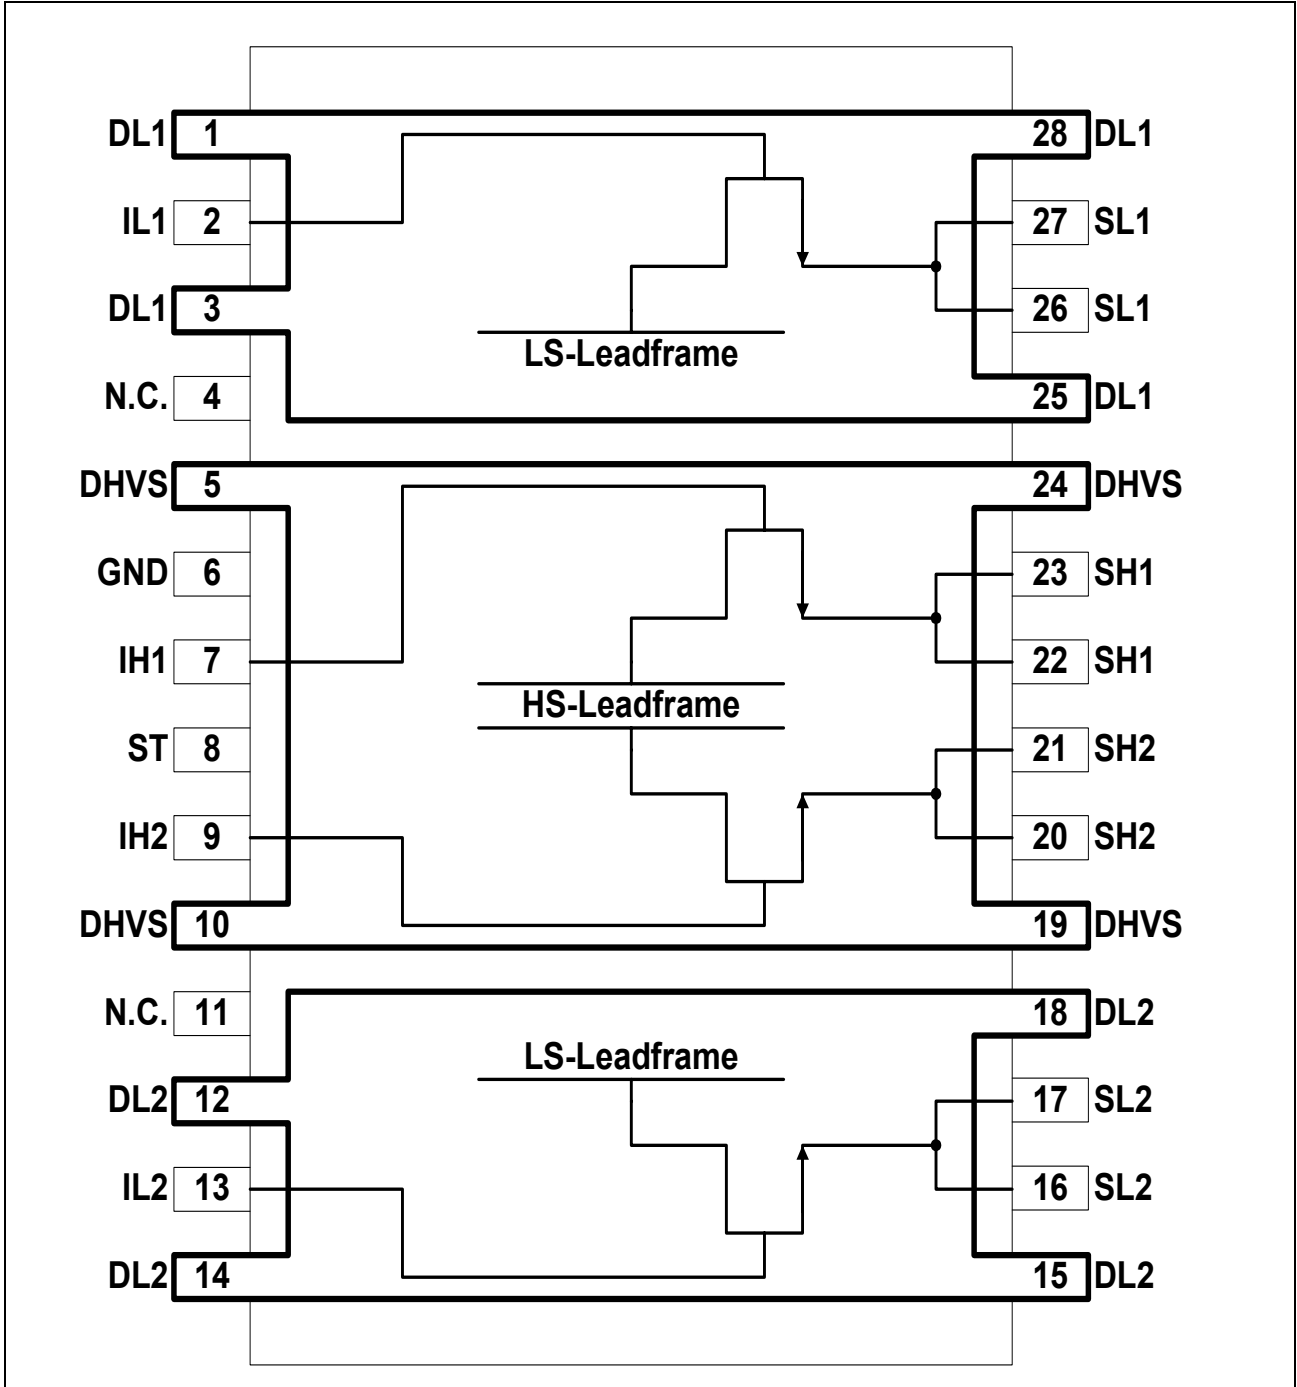 DL1 1 28 DL1
IL1 2 27 SL1
DL1 3 26 SL1
LS-Leadframe
N.C. 4 25 DL1
DHVS 5 24 DHVS
GND 6 23 SH1
IH1 7 22 SH1
HS-Leadframe
ST 8 21 SH2
IH2 9 20 SH2
DHVS 10 19 DHVS
N.C. 11 18 DL2
LS-Leadframe
DL2 12 17 SL2
IL2 13 16 SL2
DL2 14 15 DL2